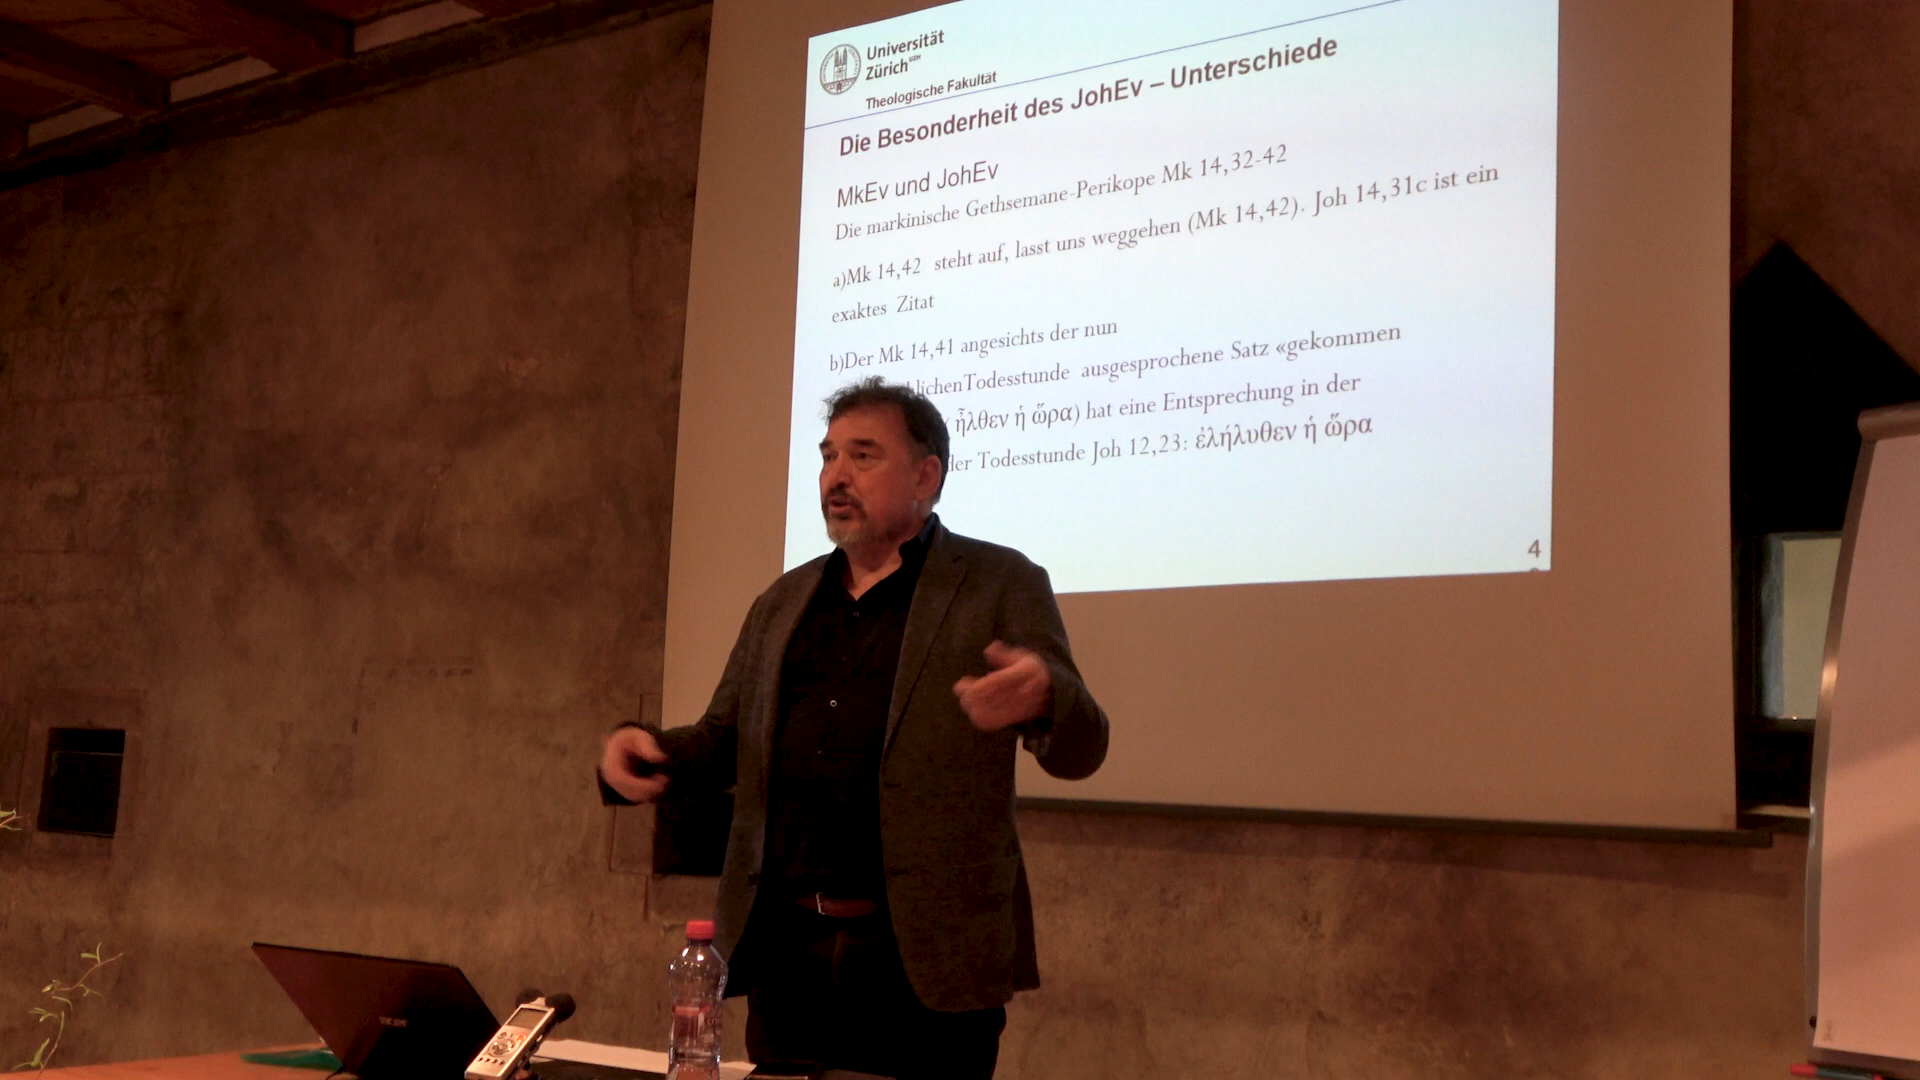 Universität
Zürich UZH
Theologische Fakultät
Die Besonderheit des JohEv – Unterschiede
MkEv und JohEv
Die markinische Gethsemane-Perikope Mk 14,32-42
a)Mk 14,42 steht auf, lasst uns weggehen (Mk 14,42). Joh 14,31c ist ein
exaktes Zitat
b)Der Mk 14,41 angesichts der nun
lichenTodesstunde ausgesprochene Satz «gekommen
( ἦλθεν ἡ ὥρα) hat eine Entsprechung in der
der Todesstunde Joh 12,23: ἐλήλυθεν ἡ ὥρα
4